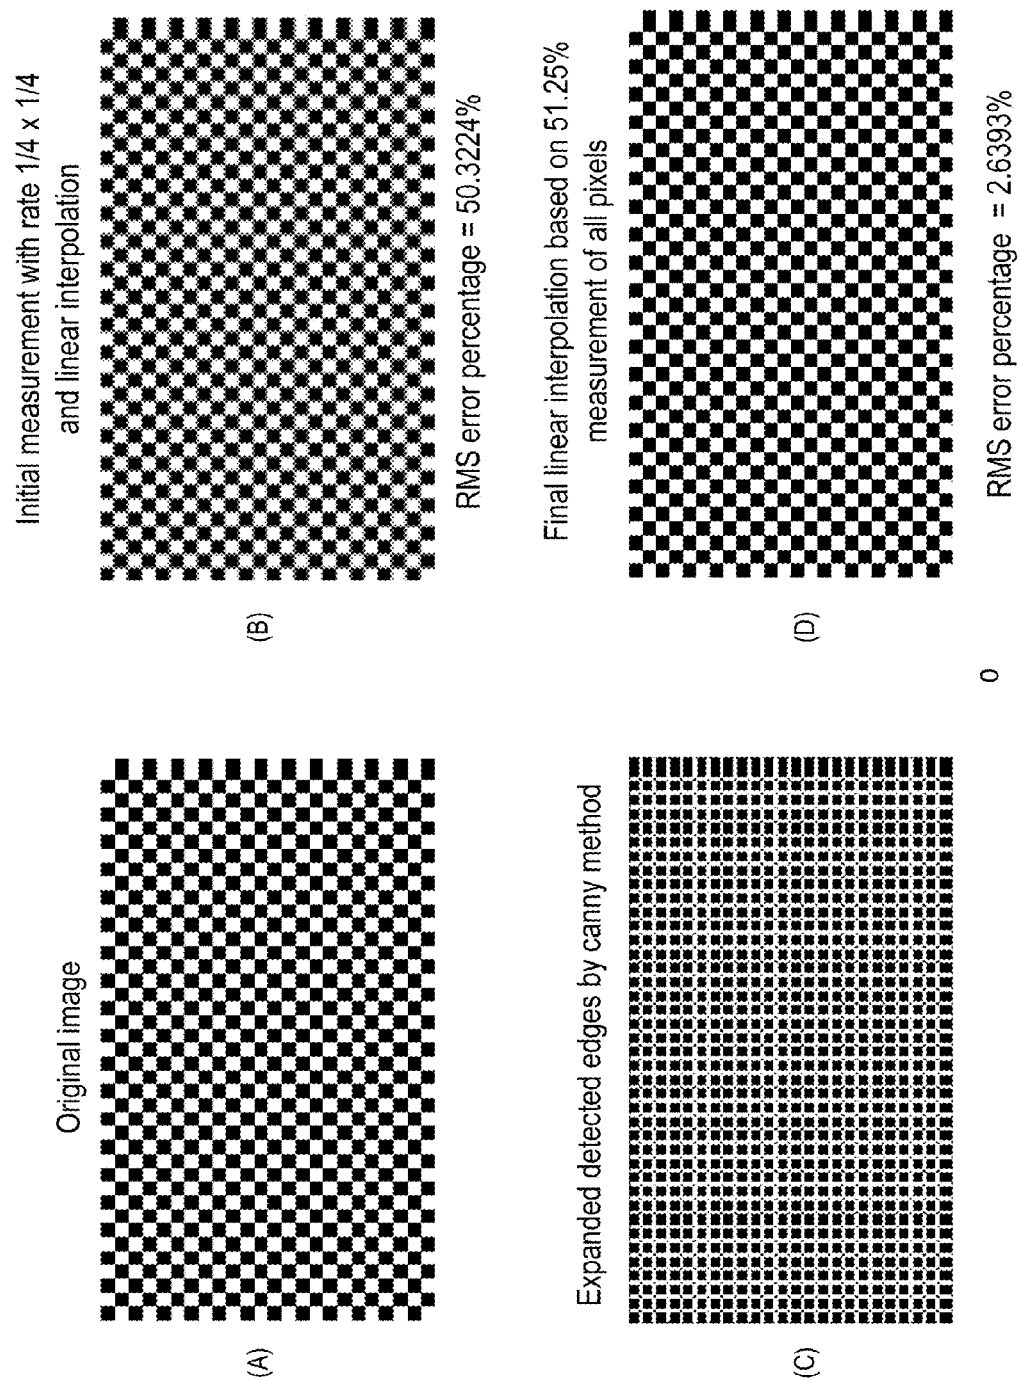 Original image
(A)
Initial measurement with rate 1/4 x 1/4
and linear interpolation
(B)
RMS error percentage = 50.3224%
Expanded detected edges by canny method
(C)
Final linear interpolation based on 51.25%
measurement of all pixels
(D)
RMS error percentage = 2.6393%
0